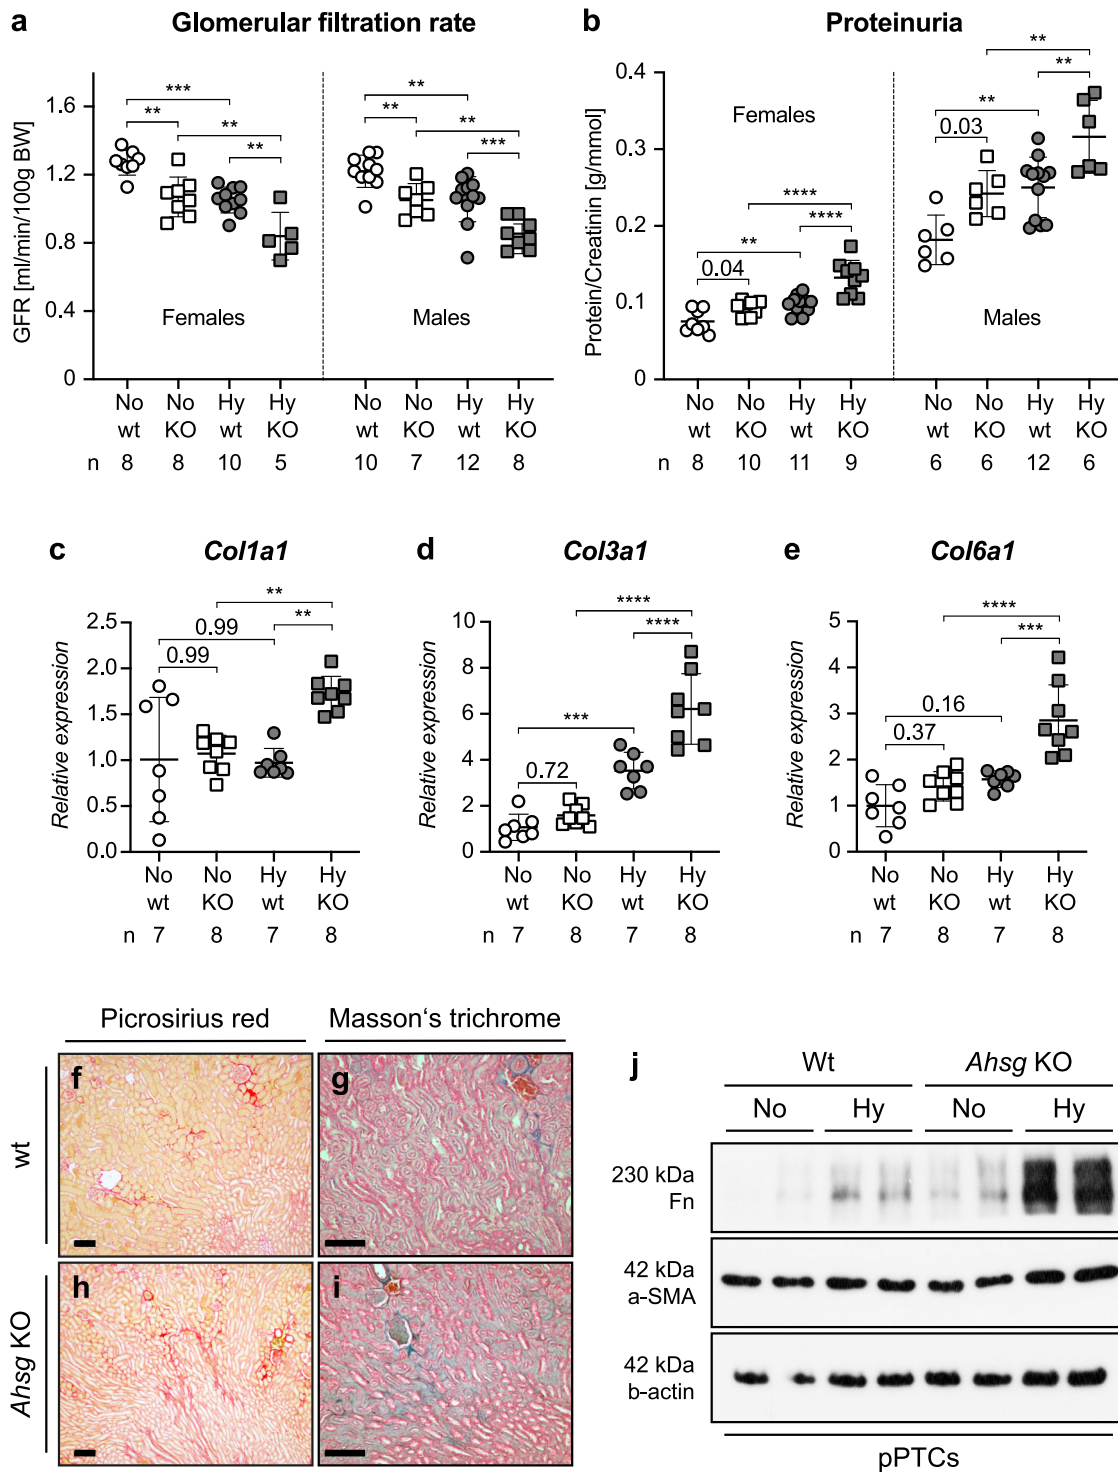 a Glomerular filtration rate
GFR [ml/min/100g BW]
1.6
1.2
0.8
0.4
0
***
**
**
**
**
**
**
***
Females
Males
No wt
No KO
Hy wt
Hy KO
No wt
No KO
Hy wt
Hy KO
n 8 8 10 5 10 7 12 8
b Proteinuria
Protein/Creatinin [g/mmol]
0.4
0.3
0.2
0.1
0
Females
****
****
**
0.04
**
**
**
0.03
Males
No wt
No KO
Hy wt
Hy KO
No wt
No KO
Hy wt
Hy KO
n 8 10 11 9 6 6 12 6
c Col1a1
Relative expression
2.5
2.0
1.5
1.0
0.5
0.0
**
**
0.99
0.99
No wt
No KO
Hy wt
Hy KO
n 7 8 7 8
d Col3a1
Relative expression
10
8
6
4
2
0
****
****
***
0.72
No wt
No KO
Hy wt
Hy KO
n 7 8 7 8
e Col6a1
Relative expression
5
4
3
2
1
0
****
***
0.16
0.37
No wt
No KO
Hy wt
Hy KO
n 7 8 7 8
Picrosirius red
Masson‘s trichrome
wt
f
g
Ahsg KO
h
i
j
Wt
Ahsg KO
No Hy No Hy
230 kDa
Fn
42 kDa
a-SMA
42 kDa
b-actin
pPTCs